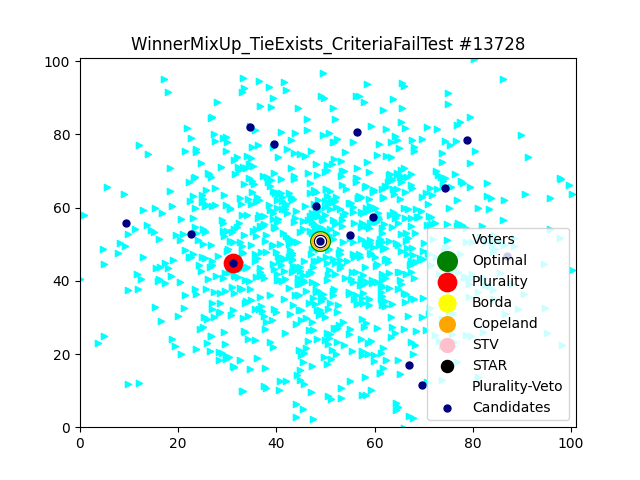 WinnerMixUp_TieExists_CriteriaFailTest #13728
100
80
60
40
20
0
0
20
40
60
80
100
Voters
Optimal
Plurality
Borda
Copeland
STV
STAR
Plurality-Veto
Candidates